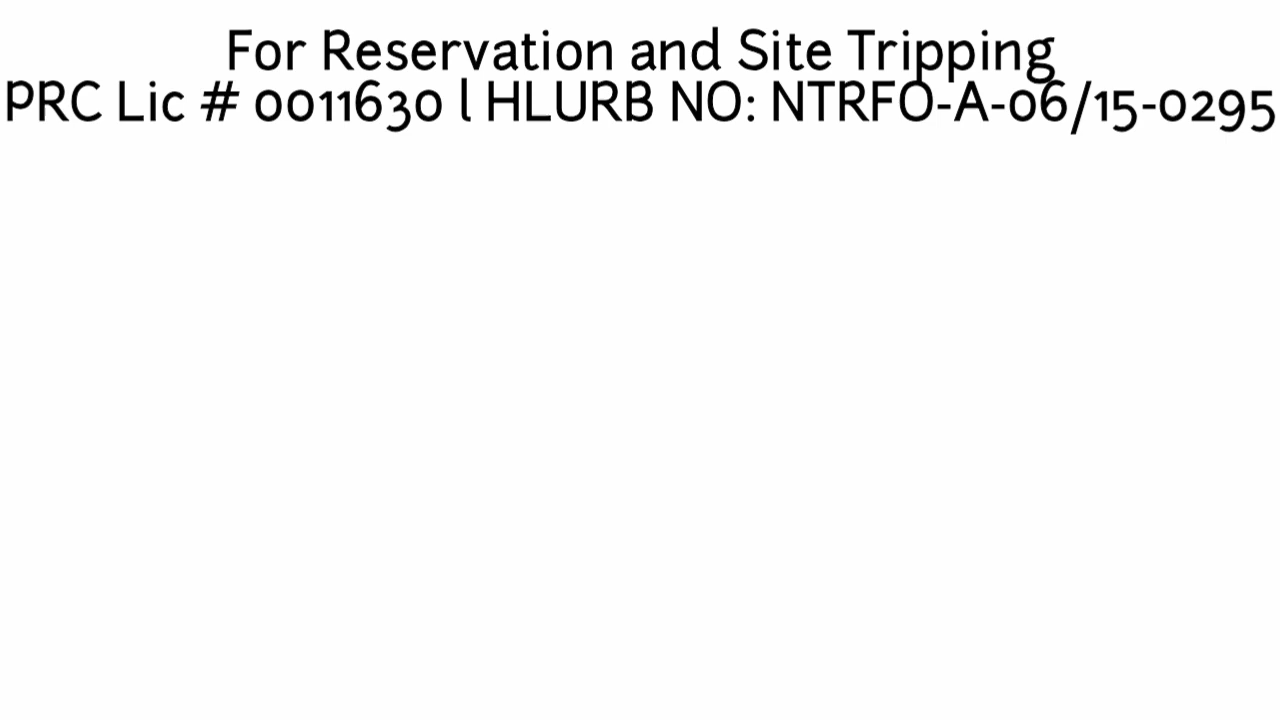 For Reservation and Site Tripping
PRC Lic # 0011630 l HLURB NO: NTRFO-A-06/15-0295